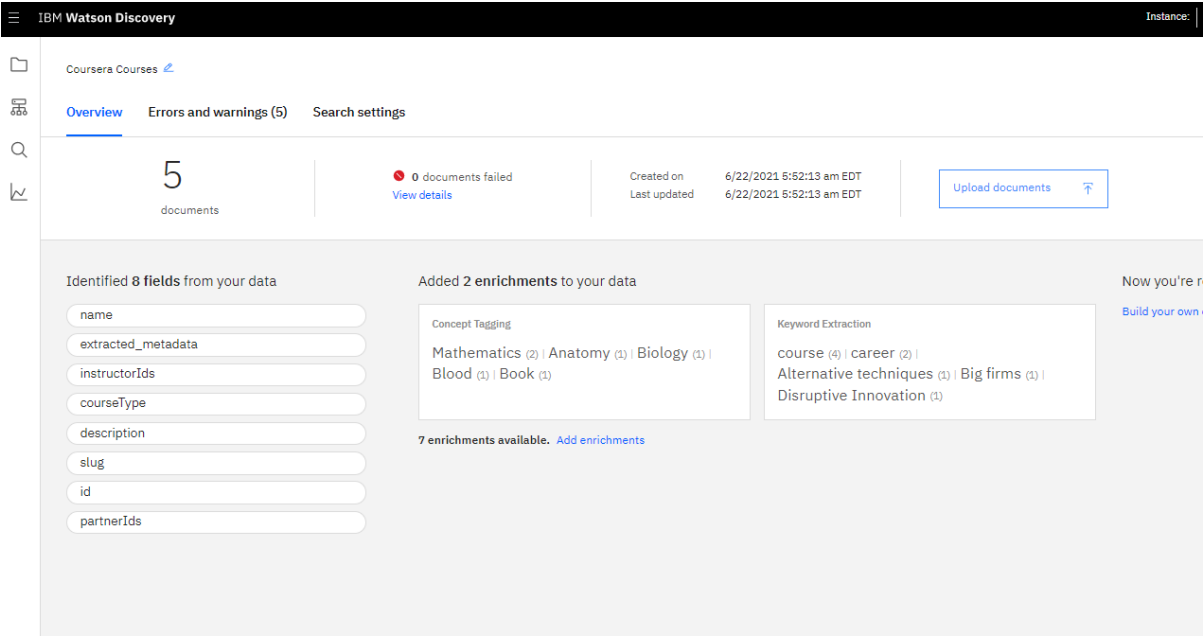 IBM Watson Discovery
Instance:
Coursera Courses
Overview
Errors and warnings (5)
Search settings
5
documents
0 documents failed
View details
Created on 6/22/2021 5:52:13 am EDT
Last updated 6/22/2021 5:52:13 am EDT
Upload documents
Identified 8 fields from your data
name
extracted_metadata
instructorIds
courseType
description
slug
id
partnerIds
Added 2 enrichments to your data
Concept Tagging
Mathematics (2) | Anatomy (1) | Biology (1) |
Blood (1) | Book (1)
Keyword Extraction
course (4) | career (2) |
Alternative techniques (1) | Big firms (1) |
Disruptive Innovation (1)
7 enrichments available. Add enrichments
Now you're
Build your own